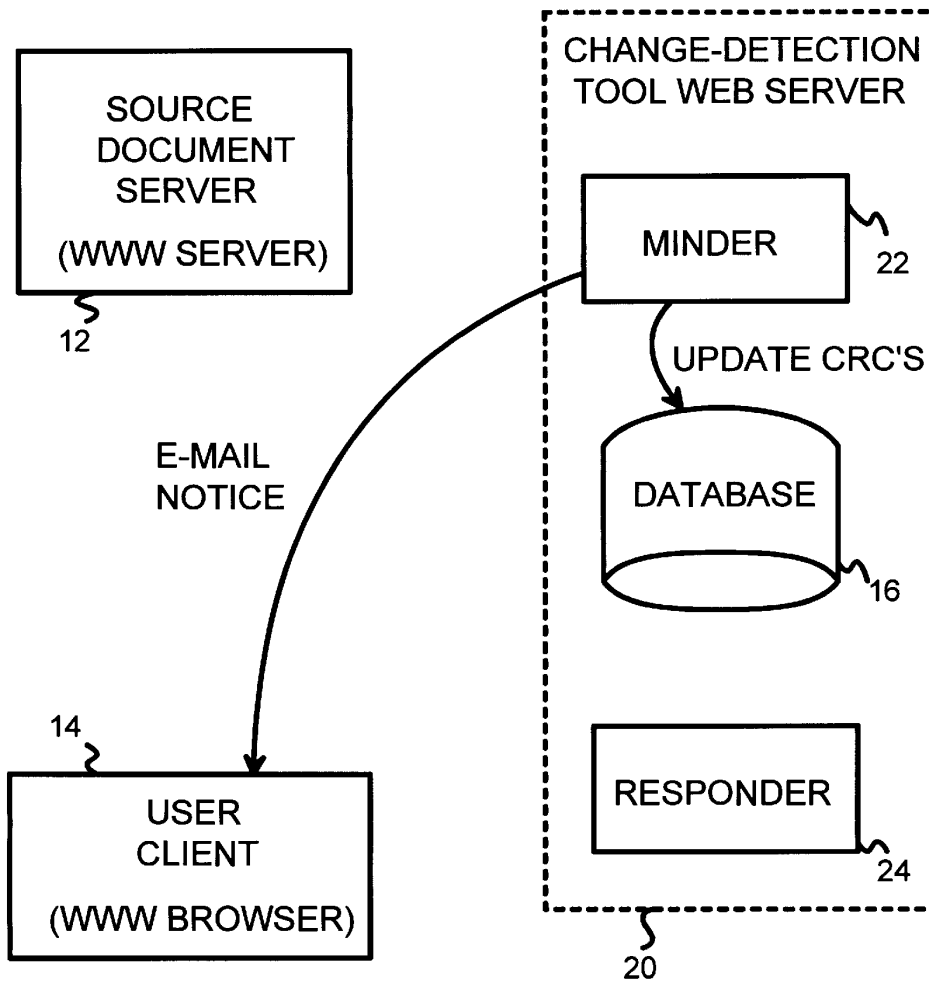 SOURCE
DOCUMENT
SERVER
(WWW SERVER)
12
CHANGE-DETECTION
TOOL WEB SERVER
MINDER
22
UPDATE CRC'S
E-MAIL
NOTICE
DATABASE
16
14
USER
CLIENT
(WWW BROWSER)
RESPONDER
24
20